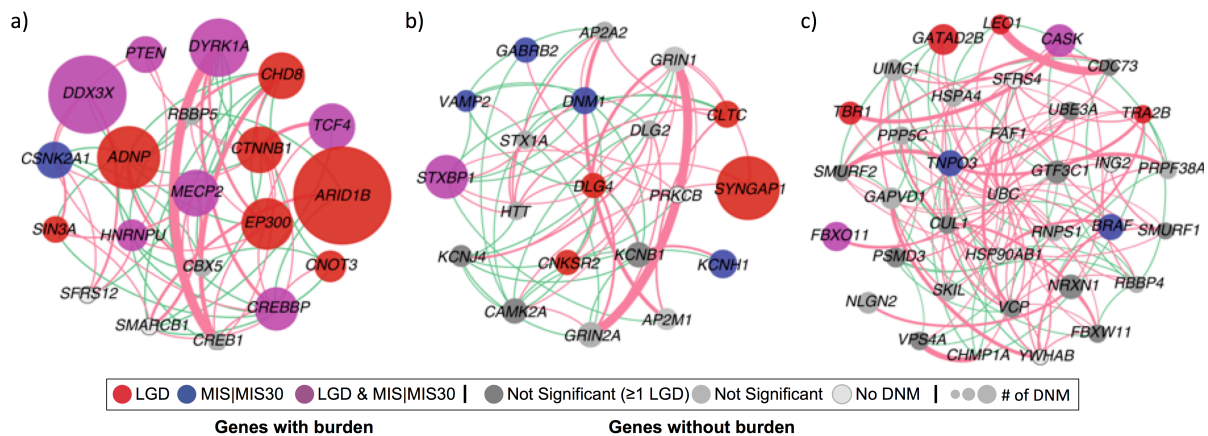 a)
PTEN
DYRK1A
CHD8
DDX3X
RBBP5
TCF4
CSNK2A1
ADNP
CTNNB1
MECP2
ARID1B
SIN3A
HNRNPU
EP300
CBX5
CNOT3
SFRS12
CREBBP
SMARCB1
CREB1
b)
AP2A2
GABRB2
GRIN1
VAMP2
DNM1
CLTC
STX1A
DLG2
STXBP1
DLG4
PRKCB
SYNGAP1
HTT
KCNJ4
CNKSR2
KCNB1
KCNH1
CAMK2A
GRIN2A
AP2M1
c)
LEO1
GATAD2B
CASK
UIMC1
SFRS4
CDC73
HSPA4
TBR1
UBE3A
TRA2B
PPP5C
FAF1
SMURF2
TNPO3
GTF3C1
ING2
PRPF38A
GAPVD1
UBC
FBXO11
CUL1
RNPS1
BRAF
SMURF1
PSMD3
HSP90AB1
SKIL
NRXN1
RBBP4
NLGN2
VCP
VPS4A
FBXW11
CHMP1A
YWHAB
LGD MIS|MIS30 LGD & MIS|MIS30 | Not Significant (≥1 LGD) Not Significant No DNM | # of DNM
Genes with burden Genes without burden